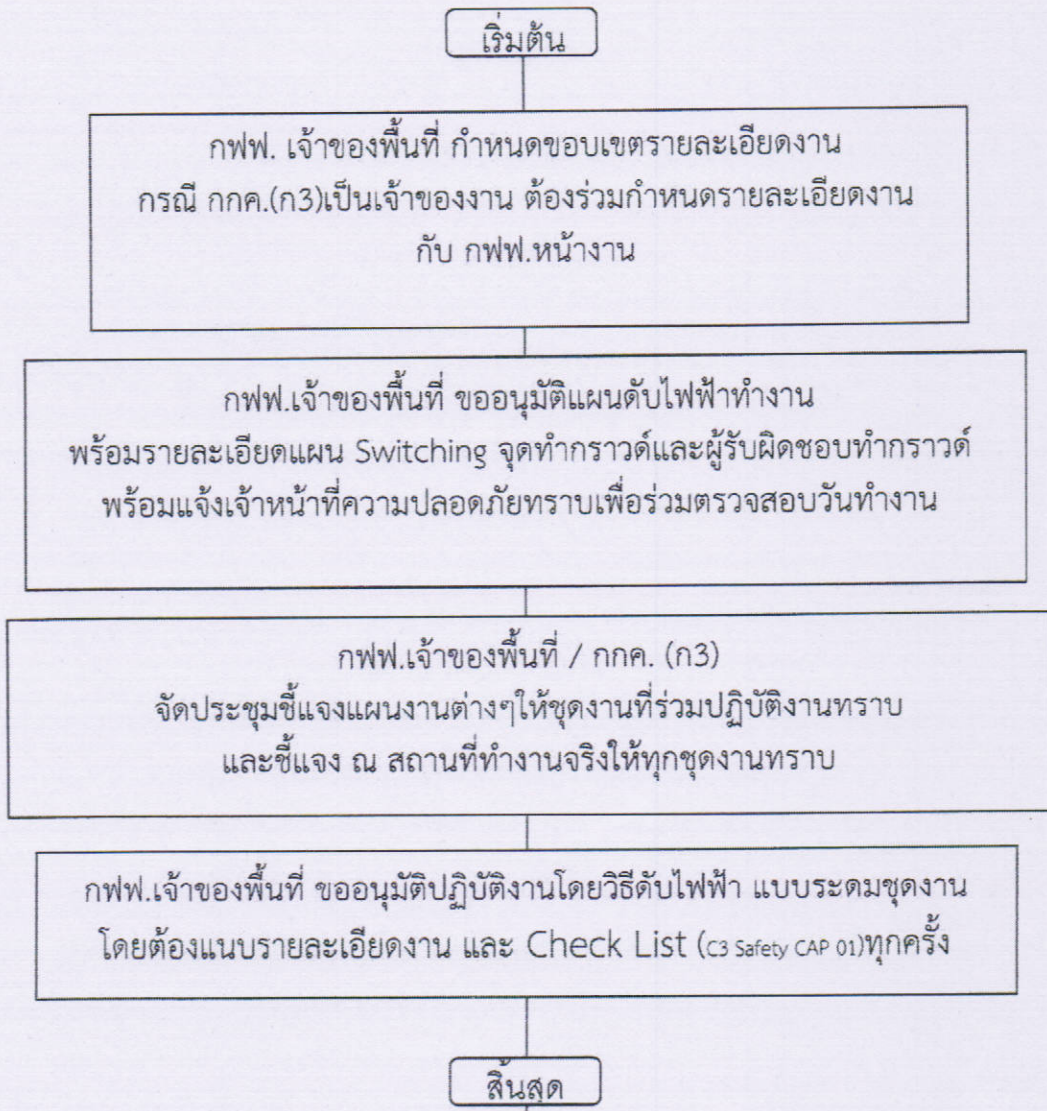 เริ่มต้น
กฟฟ. เจ้าของพื้นที่ กำหนดขอบเขตรายละเอียดงาน
กรณี กกค.(ก3)เป็นเจ้าของงาน ต้องร่วมกำหนดรายละเอียดงาน
กับ กฟฟ.หน้างาน
กฟฟ.เจ้าของพื้นที่ ขออนุมัติแผนดับไฟฟ้าทำงาน
พร้อมรายละเอียดแผน Switching จุดทำกราวด์และผู้รับผิดชอบทำกราวด์
พร้อมแจ้งเจ้าหน้าที่ความปลอดภัยทราบเพื่อร่วมตรวจสอบวันทำงาน
กฟฟ.เจ้าของพื้นที่ / กกค. (ก3)
จัดประชุมชี้แจงแผนงานต่างๆให้ชุดงานที่ร่วมปฏิบัติงานทราบ
และชี้แจง ณ สถานที่ทำงานจริงให้ทุกชุดงานทราบ
กฟฟ.เจ้าของพื้นที่ ขออนุมัติปฏิบัติงานโดยวิธีดับไฟฟ้า แบบระดมชุดงาน
โดยต้องแนบรายละเอียดงาน และ Check List (C3 Safety CAP 01)ทุกครั้ง
สิ้นสุด